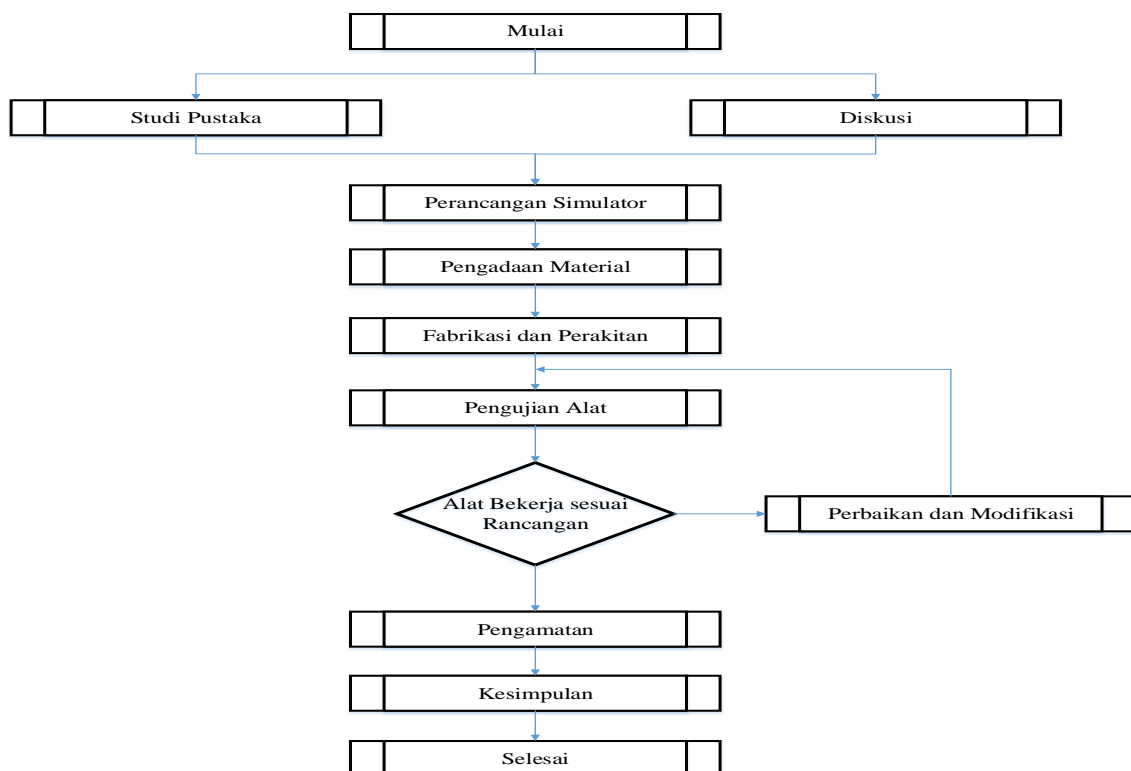 Mulai
Studi Pustaka
Diskusi
Perancangan Simulator
Pengadaan Material
Fabrikasi dan Perakitan
Pengujian Alat
Alat Bekerja sesuai
Rancangan
Perbaikan dan Modifikasi
Pengamatan
Kesimpulan
Selesai